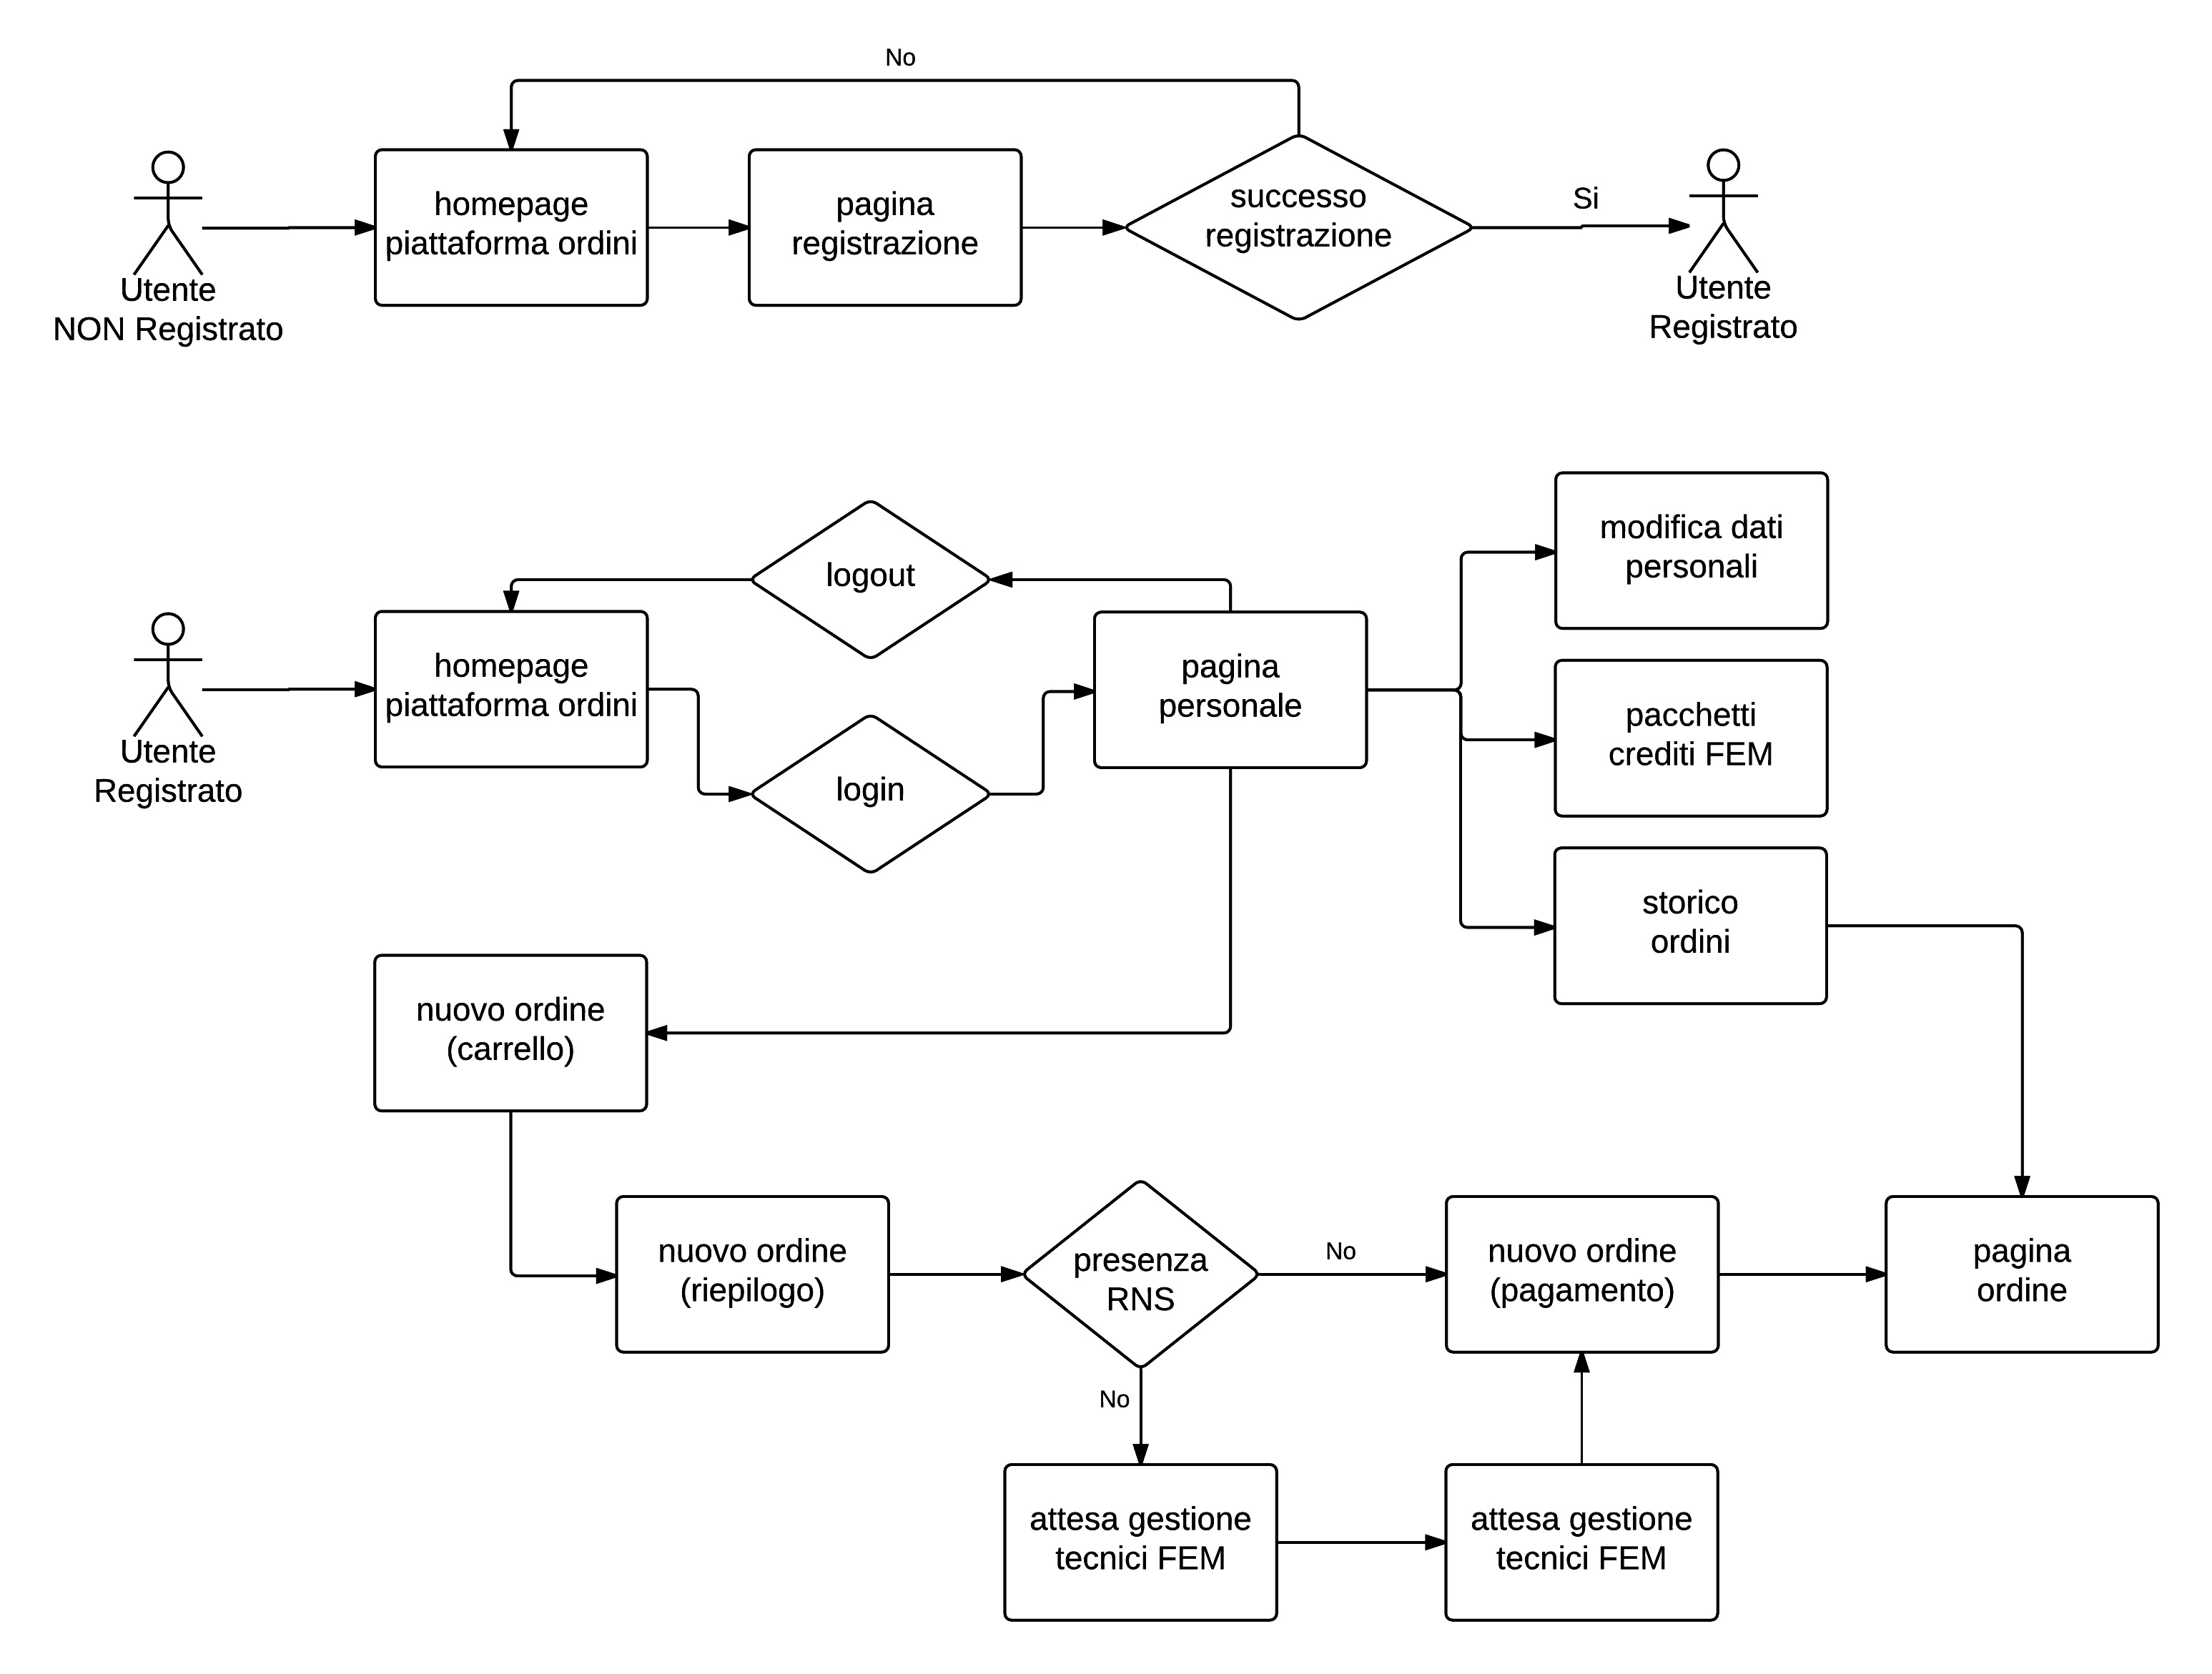 No
homepage
piattaforma ordini
pagina
registrazione
successo
registrazione
Si
Utente
NON Registrato
Utente
Registrato
modifica dati
personali
logout
homepage
piattaforma ordini
pagina
personale
pacchetti
crediti FEM
Utente
Registrato
login
storico
ordini
nuovo ordine
(carrello)
nuovo ordine
(riepilogo)
presenza
RNS
No
nuovo ordine
(pagamento)
pagina
ordine
No
attesa gestione
tecnici FEM
attesa gestione
tecnici FEM